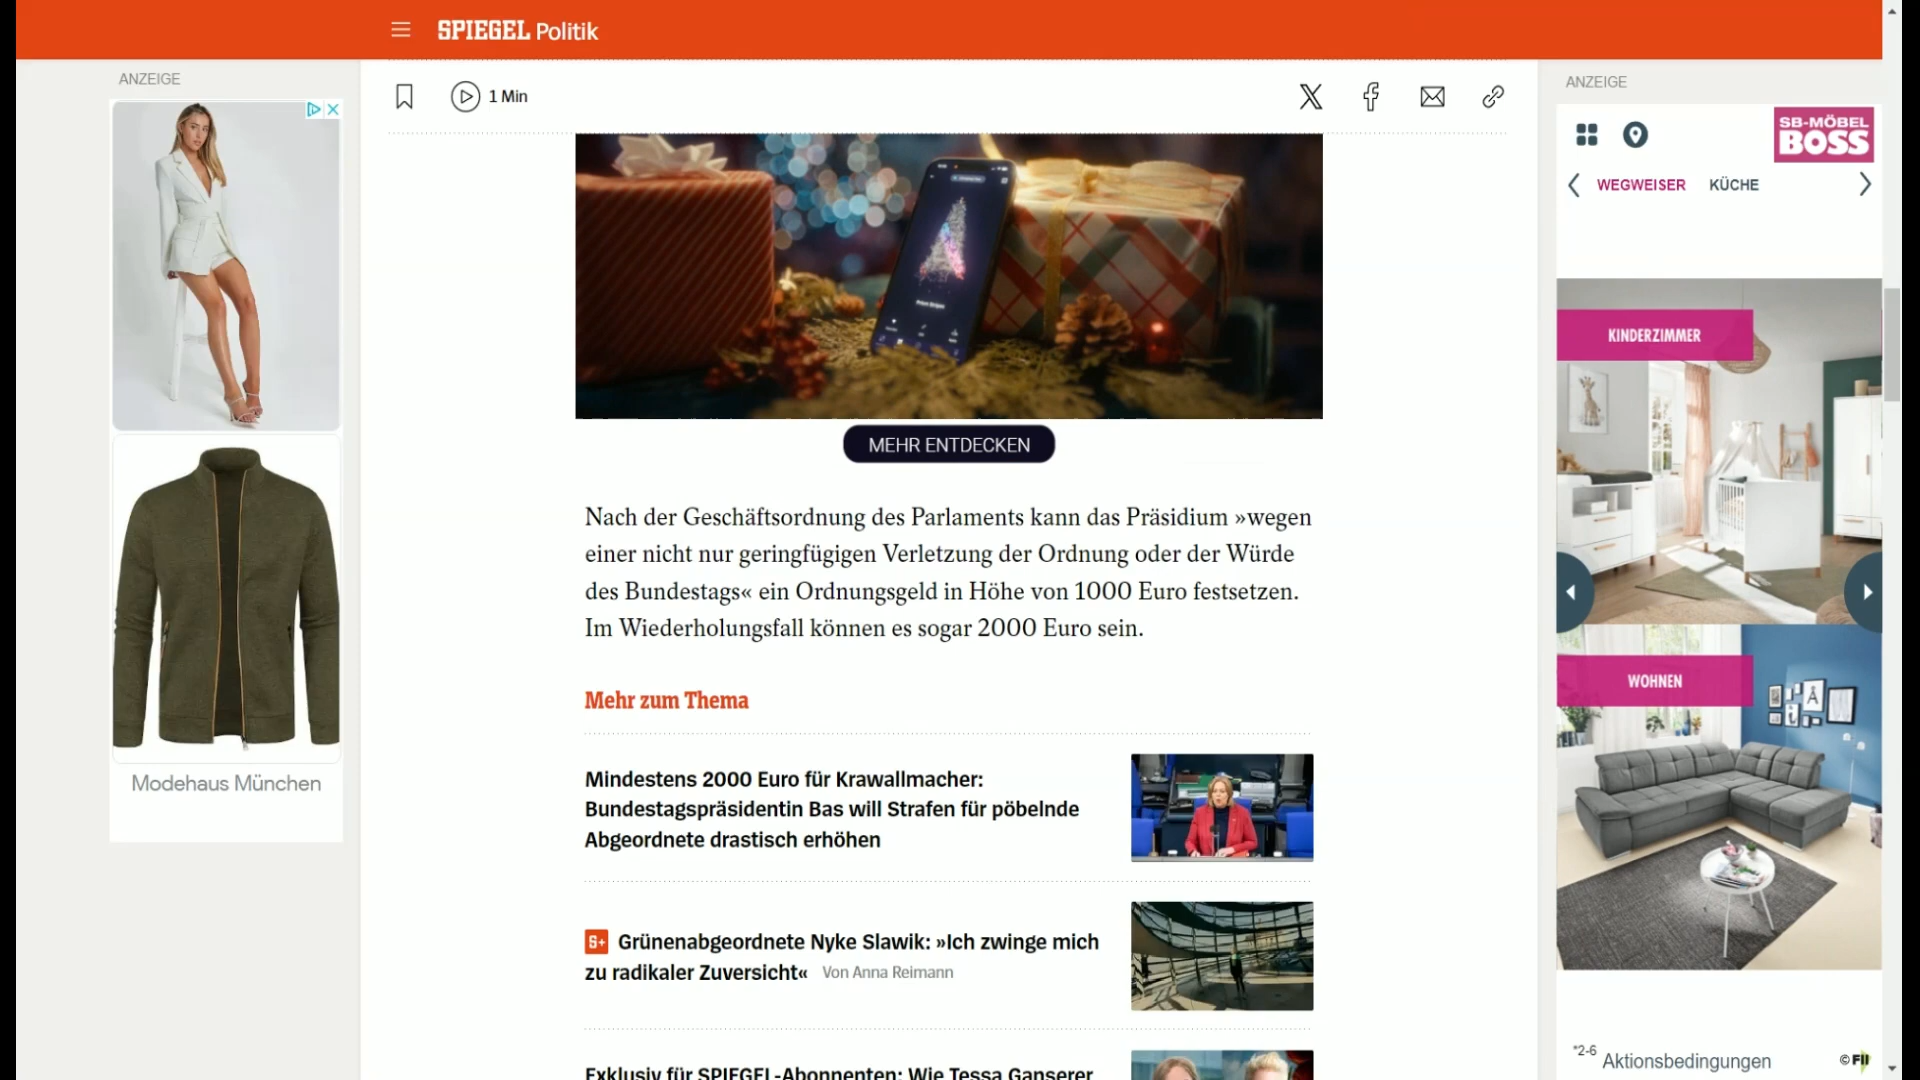 SPIEGEL Politik
ANZEIGE
1 Min
Modehaus München
MEHR ENTDECKEN
Nach der Geschäftsordnung des Parlaments kann das Präsidium »wegen
einer nicht nur geringfügigen Verletzung der Ordnung oder der Würde
des Bundestags« ein Ordnungsgeld in Höhe von 1000 Euro festsetzen.
Im Wiederholungsfall können es sogar 2000 Euro sein.
Mehr zum Thema
Mindestens 2000 Euro für Krawallmacher:
Bundestagspräsidentin Bas will Strafen für pöbelnde
Abgeordnete drastisch erhöhen
S+ Grünenabgeordnete Nyke Slawik: »Ich zwinge mich
zu radikaler Zuversicht« Von Anna Reimann
Exklusiv für SPIEGEL-Abonnenten: Wie Tessa Ganserer
ANZEIGE
SB-MÖBEL
BOSS
WEGWEISER KÜCHE
KINDERZIMMER
WOHNEN
*2-6 Aktionsbedingungen